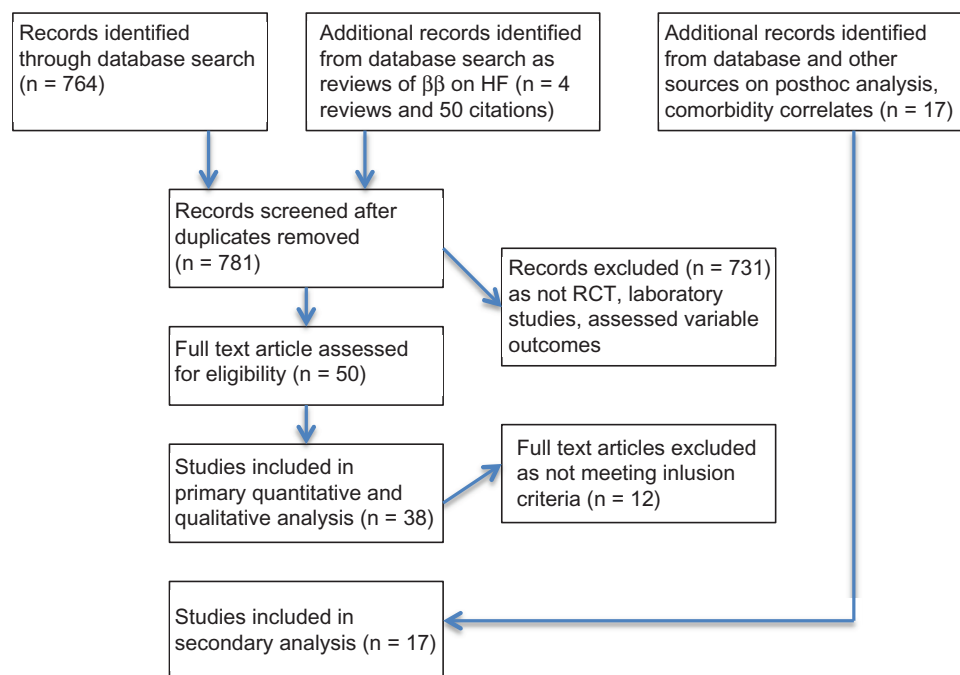 Records identified
through database search
(n = 764)
Additional records identified
from database search as
reviews of ββ on HF (n = 4
reviews and 50 citations)
Additional records identified
from database and other
sources on posthoc analysis,
comorbidity correlates (n = 17)
Records screened after
duplicates removed
(n = 781)
Records excluded (n = 731)
as not RCT, laboratory
studies, assessed variable
outcomes
Full text article assessed
for eligibility (n = 50)
Studies included in
primary quantitative and
qualitative analysis (n = 38)
Full text articles excluded
as not meeting inlusion
criteria (n = 12)
Studies included in
secondary analysis (n = 17)